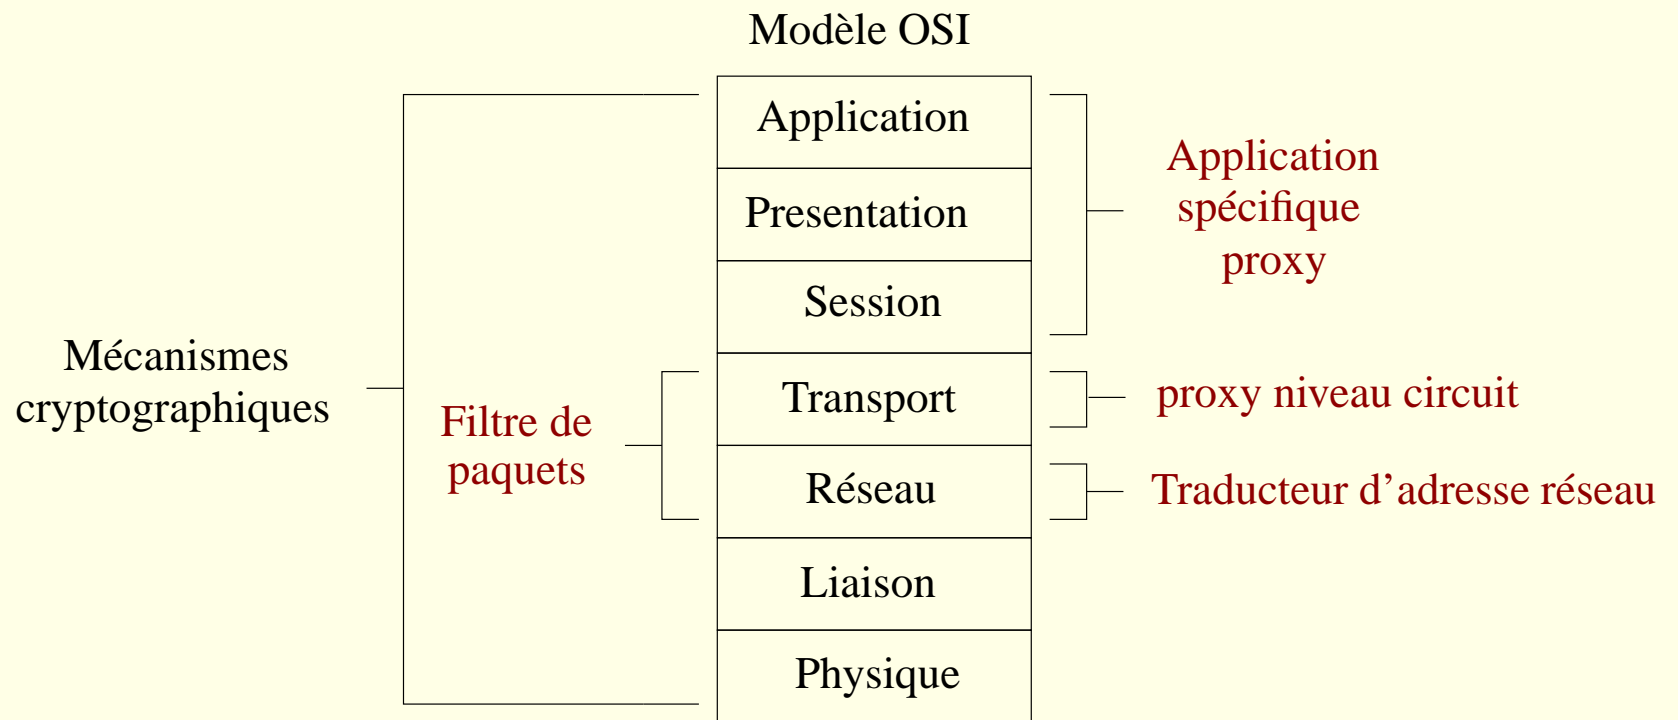 Modèle OSI
Application
Presentation
Session
Transport
Réseau
Liaison
Physique
Mécanismes
cryptographiques
Filtre de
paquets
Application
spécifique
proxy
proxy niveau circuit
Traducteur d’adresse réseau